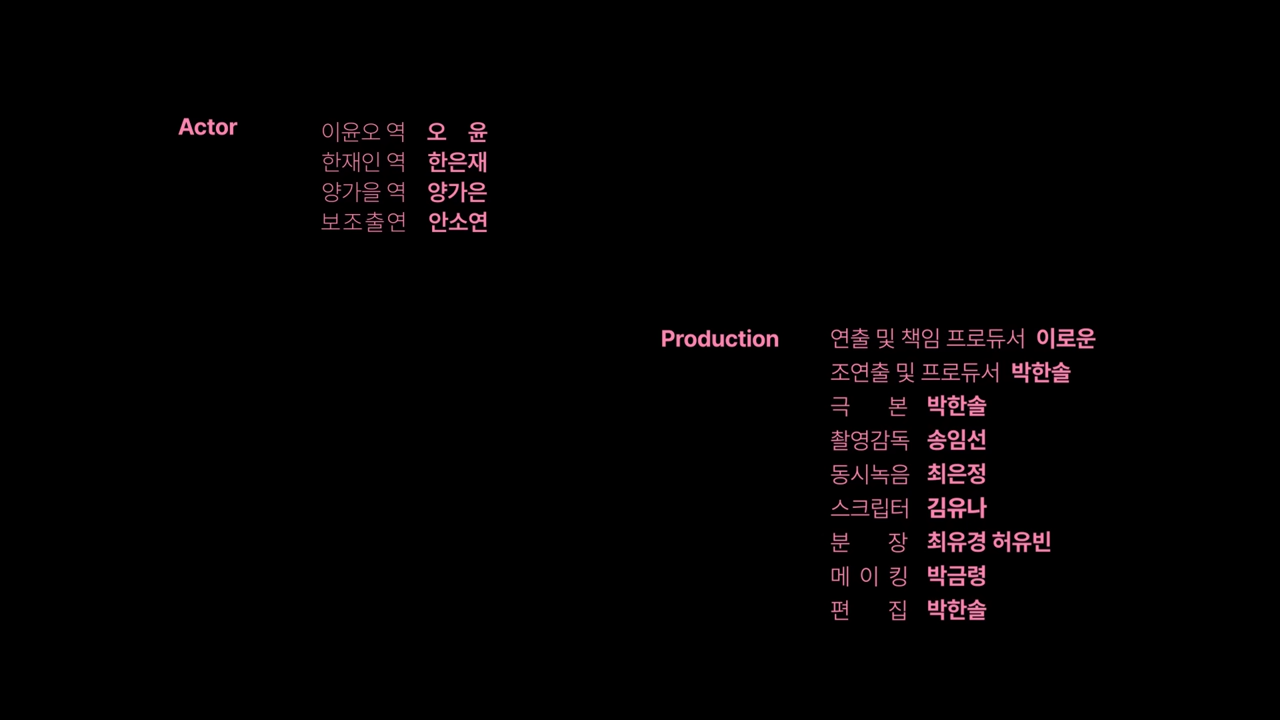 Actor
이윤오 역 오 윤
한재인 역 한은재
양가을 역 양가은
보조출연 안소연
Production
연출 및 책임 프로듀서 이로운
조연출 및 프로듀서 박한솔
극 본 박한솔
촬영감독 송임선
동시녹음 최은정
스크립터 김유나
분 장 최유경 허유빈
메 이 킹 박금령
편 집 박한솔